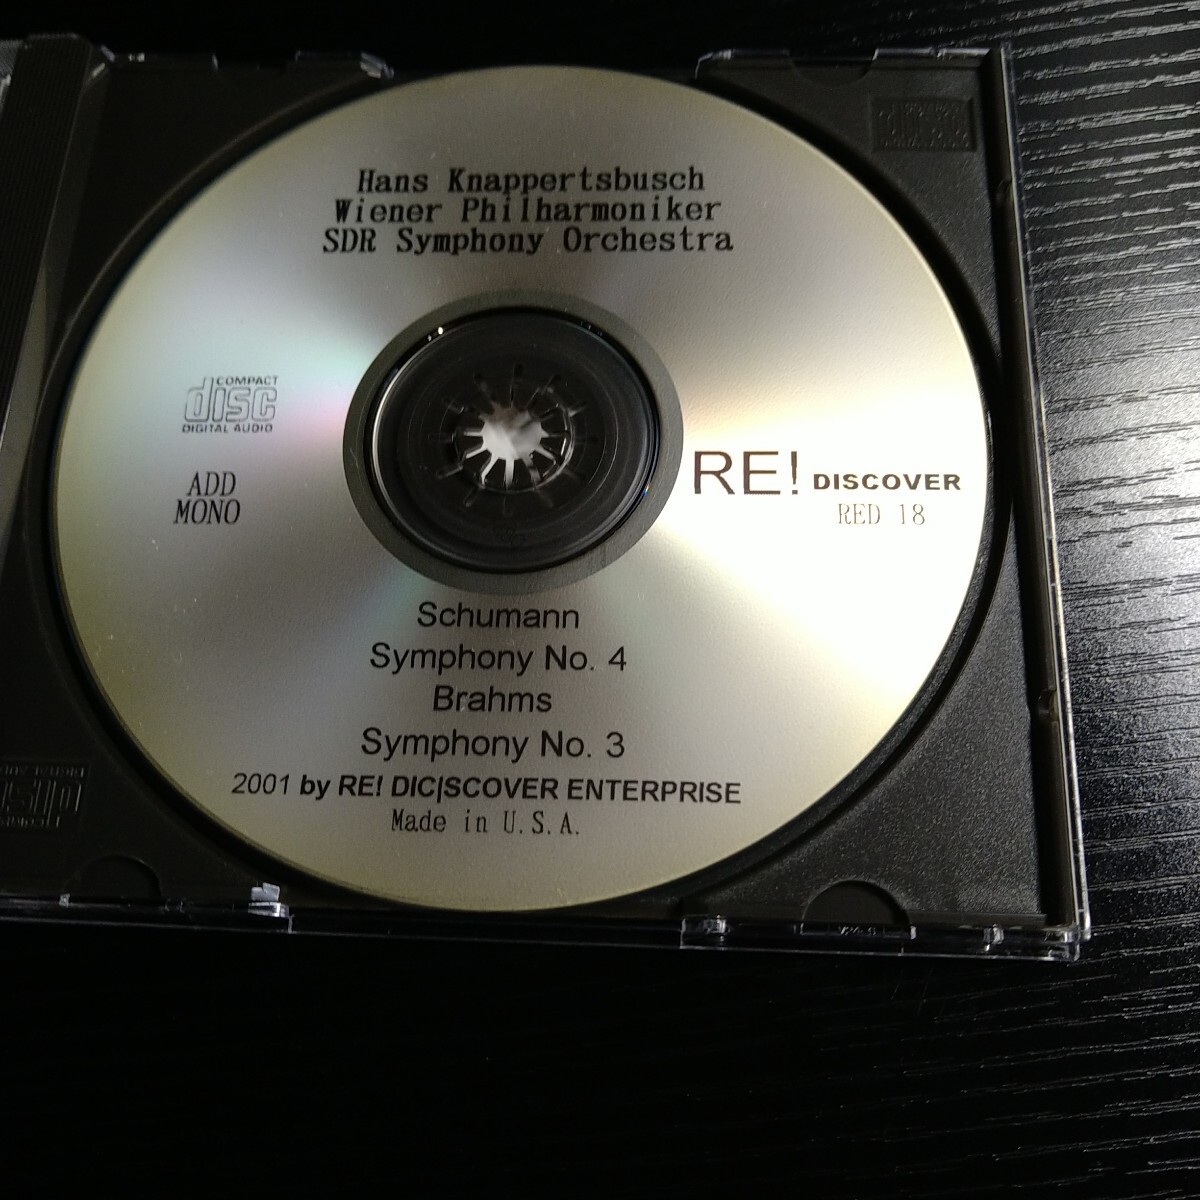 Hans Knappertsbusch
Wiener Philharmoniker
SDR Symphony Orchestra
COMPACT
disc
DIGITAL AUDIO
ADD
MONO
RE! DISCOVER
RED 18
Schumann
Symphony No. 4
Brahms
Symphony No. 3
2001 by RE! DIC|SCOVER ENTERPRISE
Made in U.S.A.